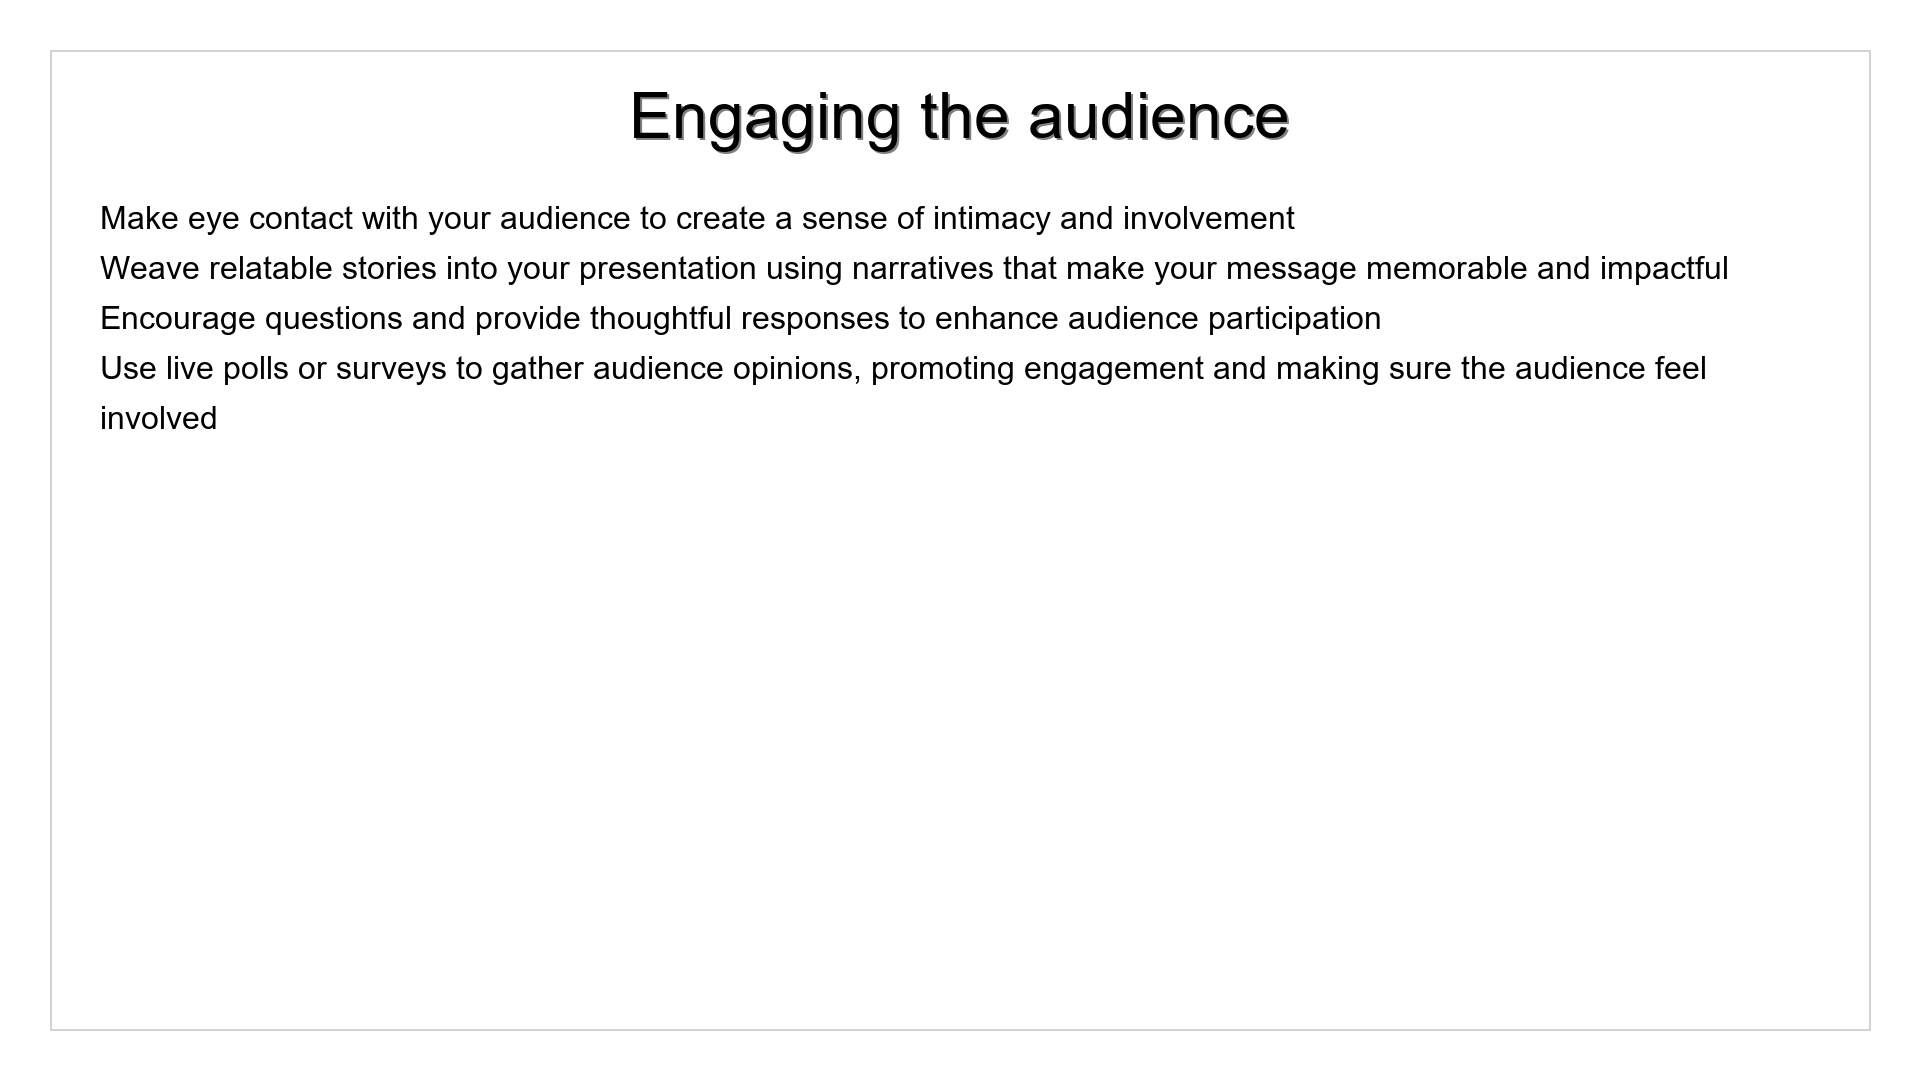 Engaging the audience
Make eye contact with your audience to create a sense of intimacy and involvement
Weave relatable stories into your presentation using narratives that make your message memorable and impactful
Encourage questions and provide thoughtful responses to enhance audience participation
Use live polls or surveys to gather audience opinions, promoting engagement and making sure the audience feel
involved